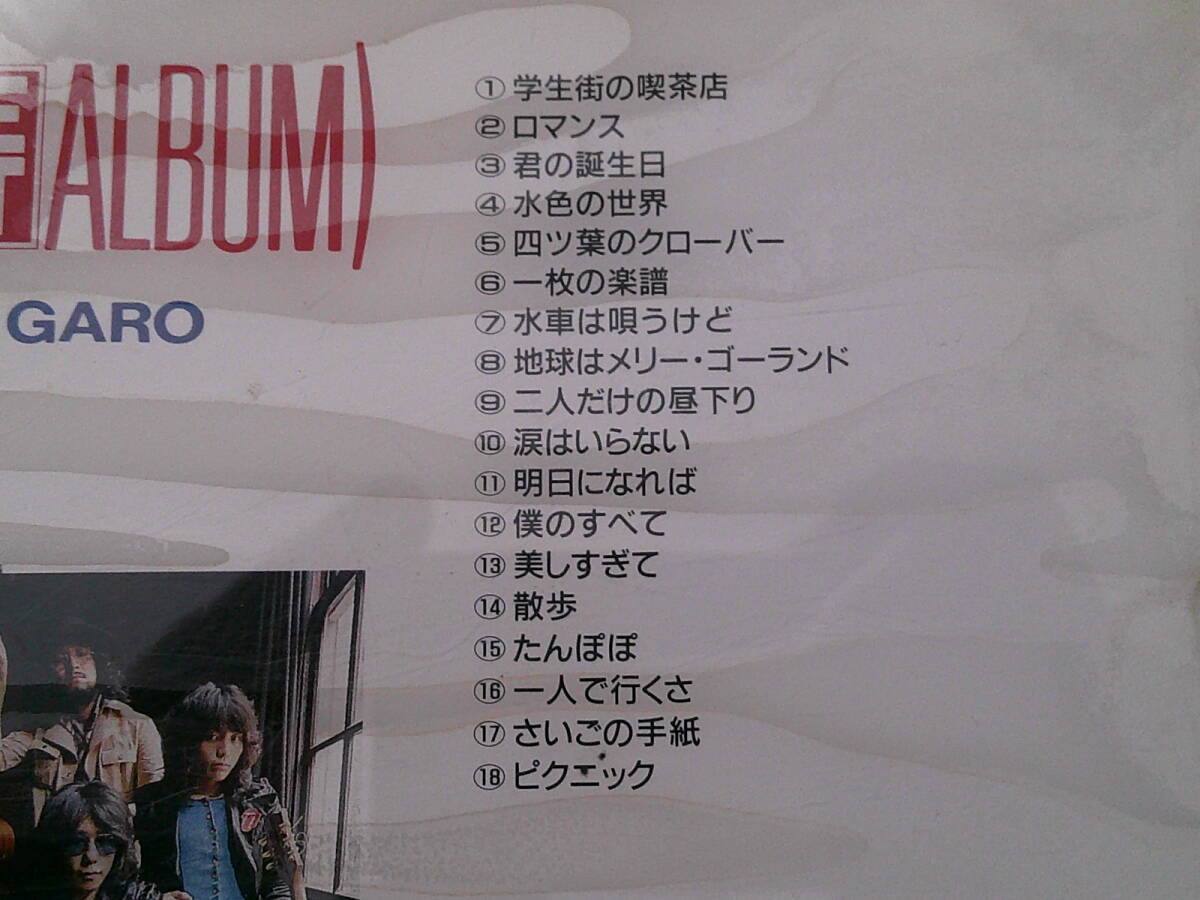 ALBUM)
GARO
① 学生街の喫茶店
② ロマンス
③ 君の誕生日
④ 水色の世界
⑤ 四ツ葉のクローバー
⑥ 一枚の楽譜
⑦ 水車は唄うけど
⑧ 地球はメリー・ゴーランド
⑨ 二人だけの昼下り
⑩ 涙はいらない
⑪ 明日になれば
⑫ 僕のすべて
⑬ 美しすぎて
⑭ 散歩
⑮ たんぽぽ
⑯ 一人で行くさ
⑰ さいごの手紙
⑱ ピクニック